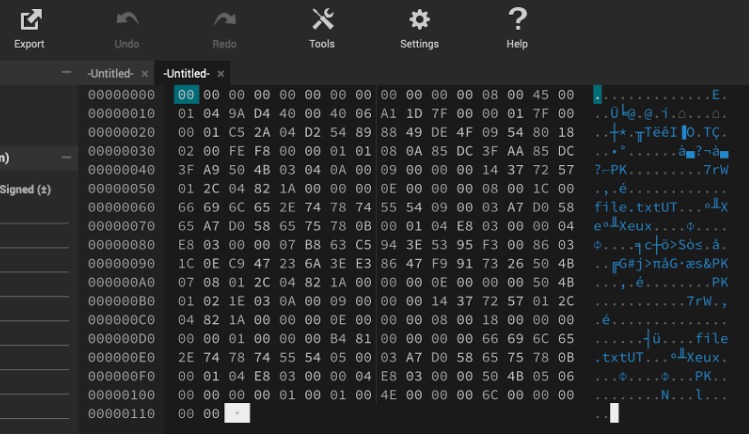 Export Undo Redo Tools Settings Help
-Untitled- × -Untitled- ×
00000000 00 00 00 00 00 00 00 00 00 00 00 00 08 00 45 00 ..............E.
00000010 01 04 9A D4 40 00 40 06 A1 1D 7F 00 00 01 7F 00 ..Ü╘@.@.í.⌂...⌂.
00000020 00 01 C5 2A 04 D2 54 89 88 49 DE 4F 09 54 80 18 ..┼*.╥TëêI▐O.TÇ.
n) 00000030 02 00 FE F8 00 00 01 01 08 0A 85 DC 3F AA 85 DC ..■°......à▄?¬à▄
00000040 3F A9 50 4B 03 04 0A 00 09 00 00 00 14 37 72 57 ?⌐PK.........7rW
Signed (±) 00000050 01 2C 04 82 1A 00 00 00 0E 00 00 00 08 00 1C 00 .,.é............
00000060 66 69 6C 65 2E 74 78 74 55 54 09 00 03 A7 D0 58 file.txtUT...º╨X
00000070 65 A7 D0 58 65 75 78 0B 00 01 04 E8 03 00 00 04 eº╨Xeux....Φ....
00000080 E8 03 00 00 07 B8 63 C5 94 3E 53 95 F3 00 86 03 Φ....╕c┼ö>Sò≤.å.
00000090 1C 0E C9 47 23 6A 3E E3 86 47 F9 91 73 26 50 4B ..╔G#j>πåG∙æs&PK
000000A0 07 08 01 2C 04 82 1A 00 00 00 0E 00 00 00 50 4B ...,.é........PK
000000B0 01 02 1E 03 0A 00 09 00 00 00 14 37 72 57 01 2C ...........7rW.,
000000C0 04 82 1A 00 00 00 0E 00 00 00 08 00 18 00 00 00 .é..............
000000D0 00 00 01 00 00 00 B4 81 00 00 00 00 66 69 6C 65 ......┤ü....file
000000E0 2E 74 78 74 55 54 05 00 03 A7 D0 58 65 75 78 0B .txtUT...º╨Xeux.
000000F0 00 01 04 E8 03 00 00 04 E8 03 00 00 50 4B 05 06 ...Φ....Φ...PK..
00000100 00 00 00 00 01 00 01 00 4E 00 00 00 6C 00 00 00 ........N...l...
00000110 00 00 ..